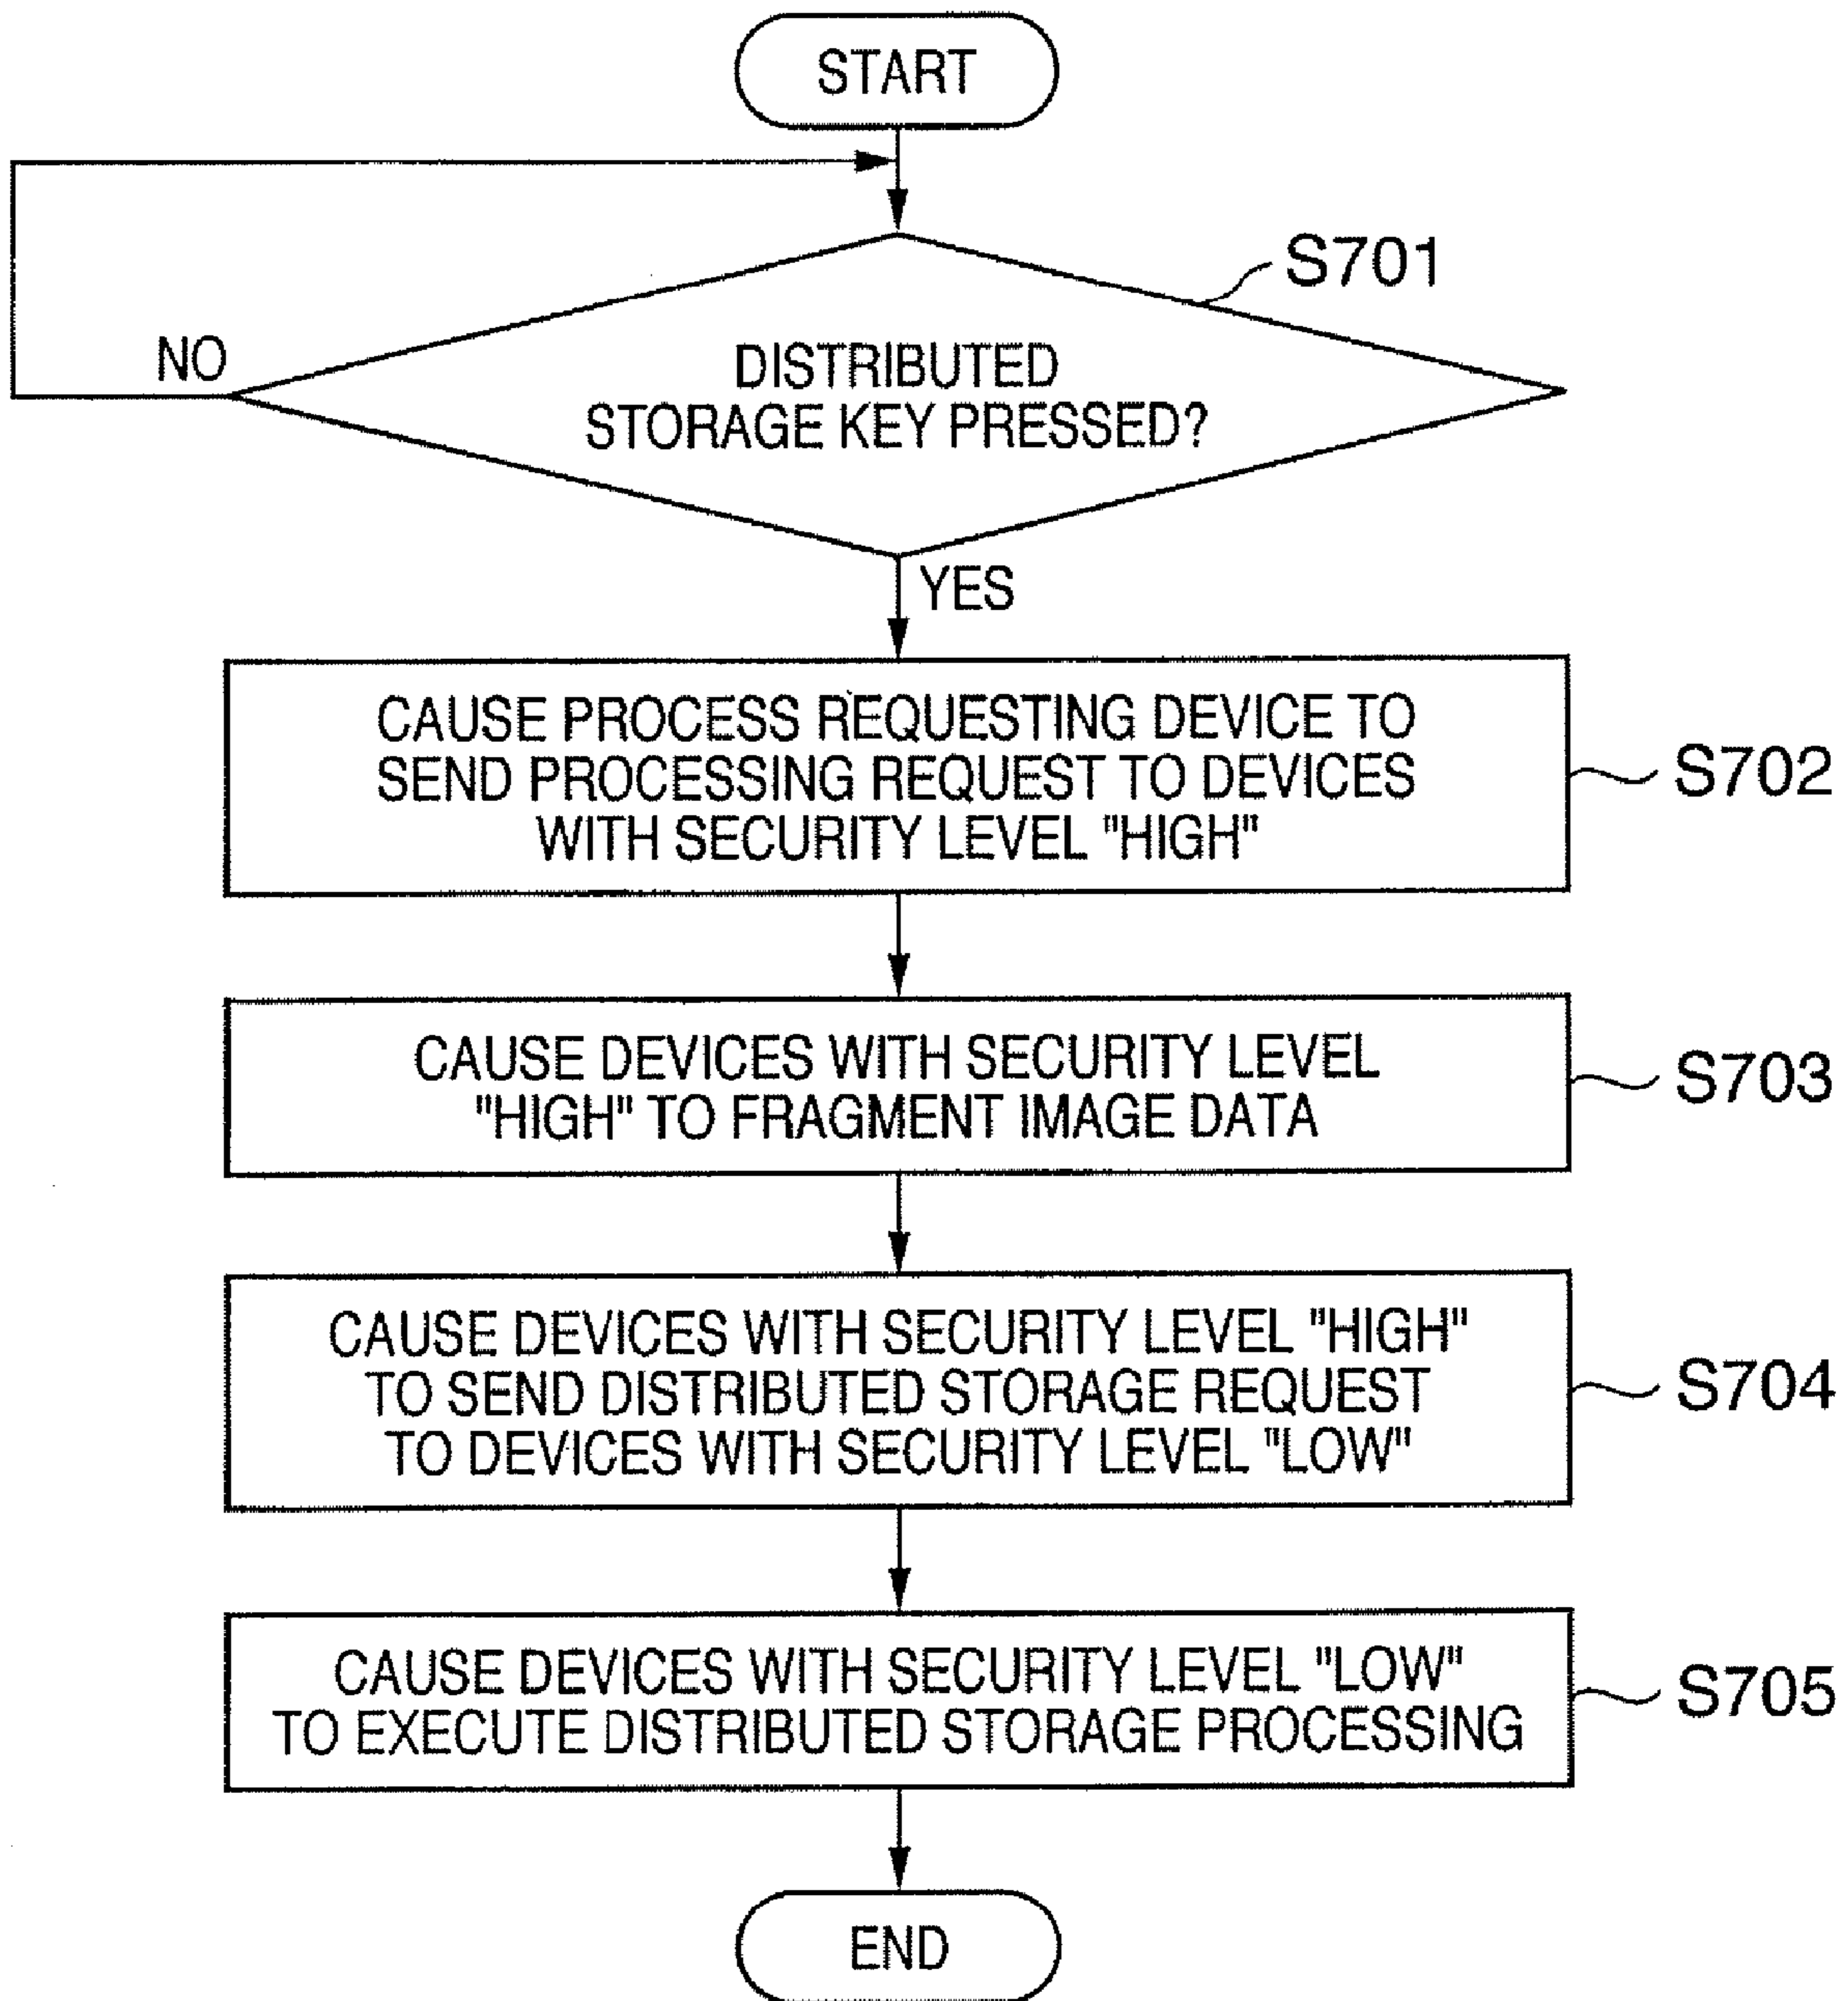 START
S701
NO
DISTRIBUTED
STORAGE KEY PRESSED?
YES
CAUSE PROCESS REQUESTING DEVICE TO
SEND PROCESSING REQUEST TO DEVICES
WITH SECURITY LEVEL "HIGH"
S702
CAUSE DEVICES WITH SECURITY LEVEL
"HIGH" TO FRAGMENT IMAGE DATA
S703
CAUSE DEVICES WITH SECURITY LEVEL "HIGH"
TO SEND DISTRIBUTED STORAGE REQUEST
TO DEVICES WITH SECURITY LEVEL "LOW"
S704
CAUSE DEVICES WITH SECURITY LEVEL "LOW"
TO EXECUTE DISTRIBUTED STORAGE PROCESSING
S705
END